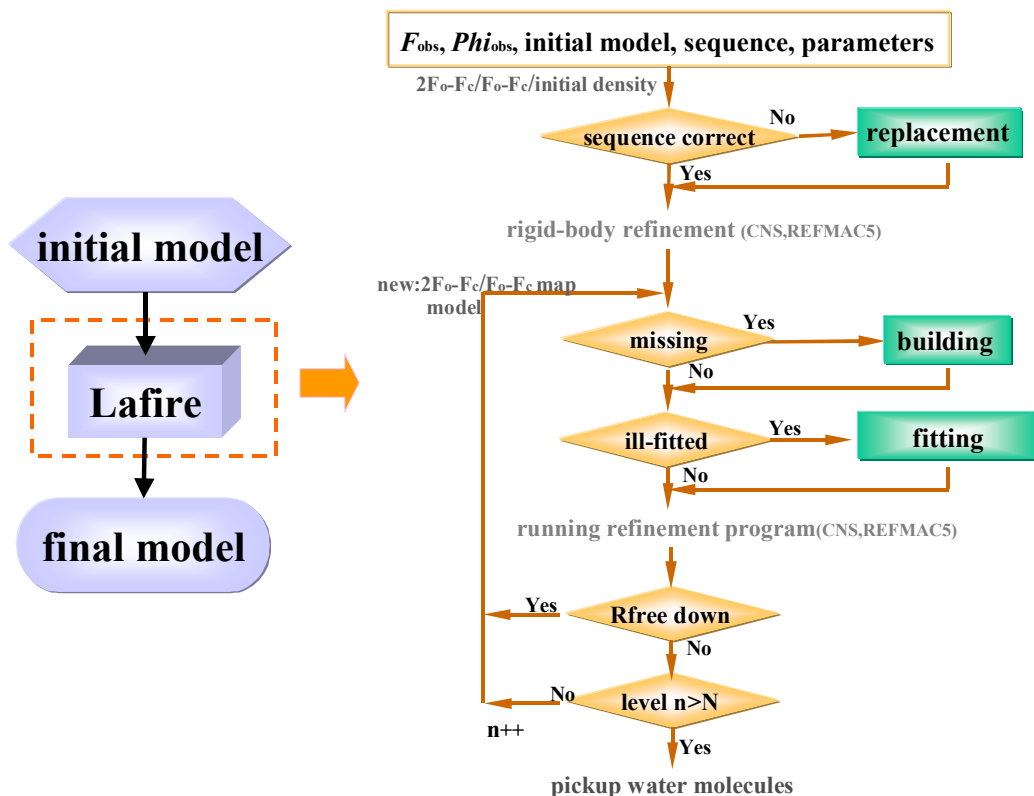 initial model
Lafire
final model
Fobs, Phiobs, initial model, sequence, parameters
2Fo-Fc/Fo-Fc/initial density
sequence correct
No
replacement
Yes
rigid-body refinement (CNS,REFMAC5)
new:2Fo-Fc/Fo-Fc map
model
missing
Yes
building
No
ill-fitted
Yes
fitting
No
running refinement program(CNS,REFMAC5)
Rfree down
Yes
No
level n>N
No
n++
Yes
pickup water molecules